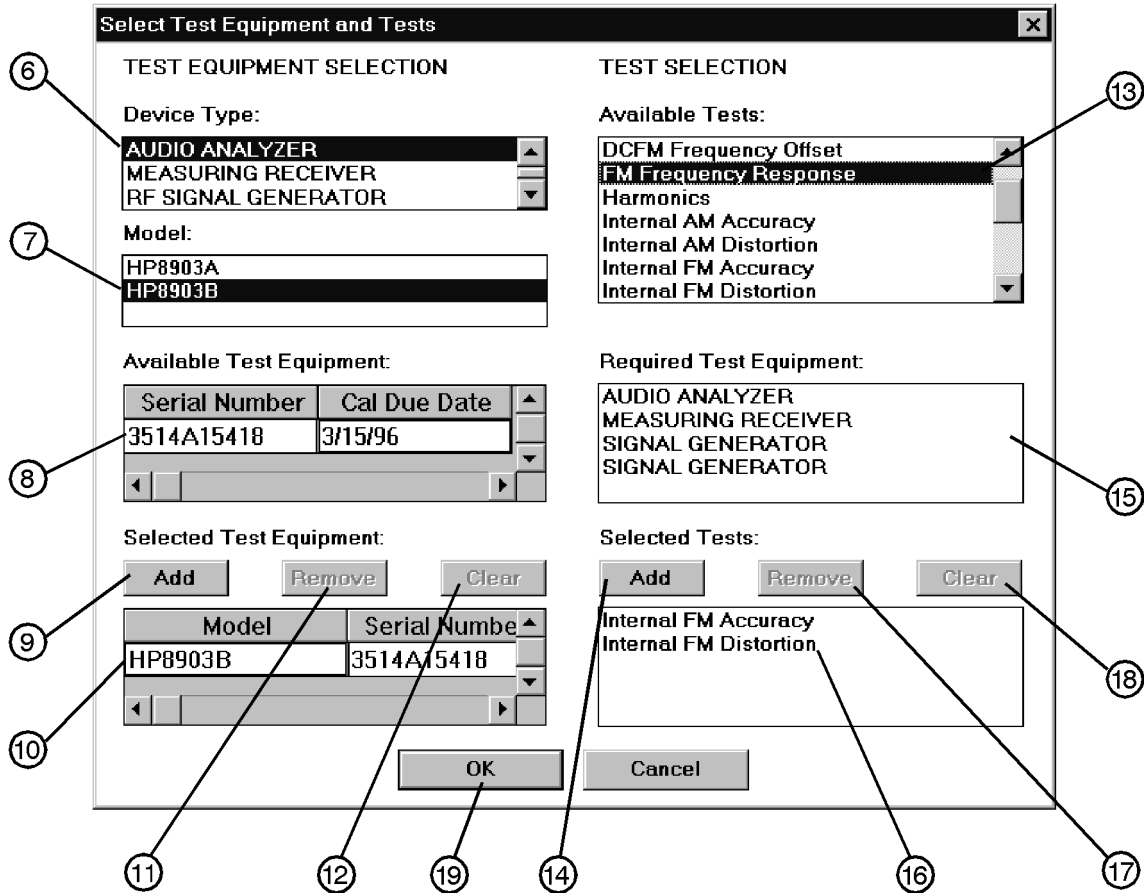 Select Test Equipment and Tests
TEST EQUIPMENT SELECTION
Device Type:
AUDIO ANALYZER
MEASURING RECEIVER
RF SIGNAL GENERATOR
Model:
HP8903A
HP8903B
Available Test Equipment:
Serial Number Cal Due Date
3514A15418 3/15/96
Selected Test Equipment:
Add Remove Clear
Model Serial Numbe
HP8903B 3514A15418
TEST SELECTION
Available Tests:
DCFM Frequency Offset
FM Frequency Response
Harmonics
Internal AM Accuracy
Internal AM Distortion
Internal FM Accuracy
Internal FM Distortion
Required Test Equipment:
AUDIO ANALYZER
MEASURING RECEIVER
SIGNAL GENERATOR
SIGNAL GENERATOR
Selected Tests:
Add Remove Clear
Internal FM Accuracy
Internal FM Distortion
OK Cancel
6
7
8
9
10
11
12
19
14
16
17
18
15
13